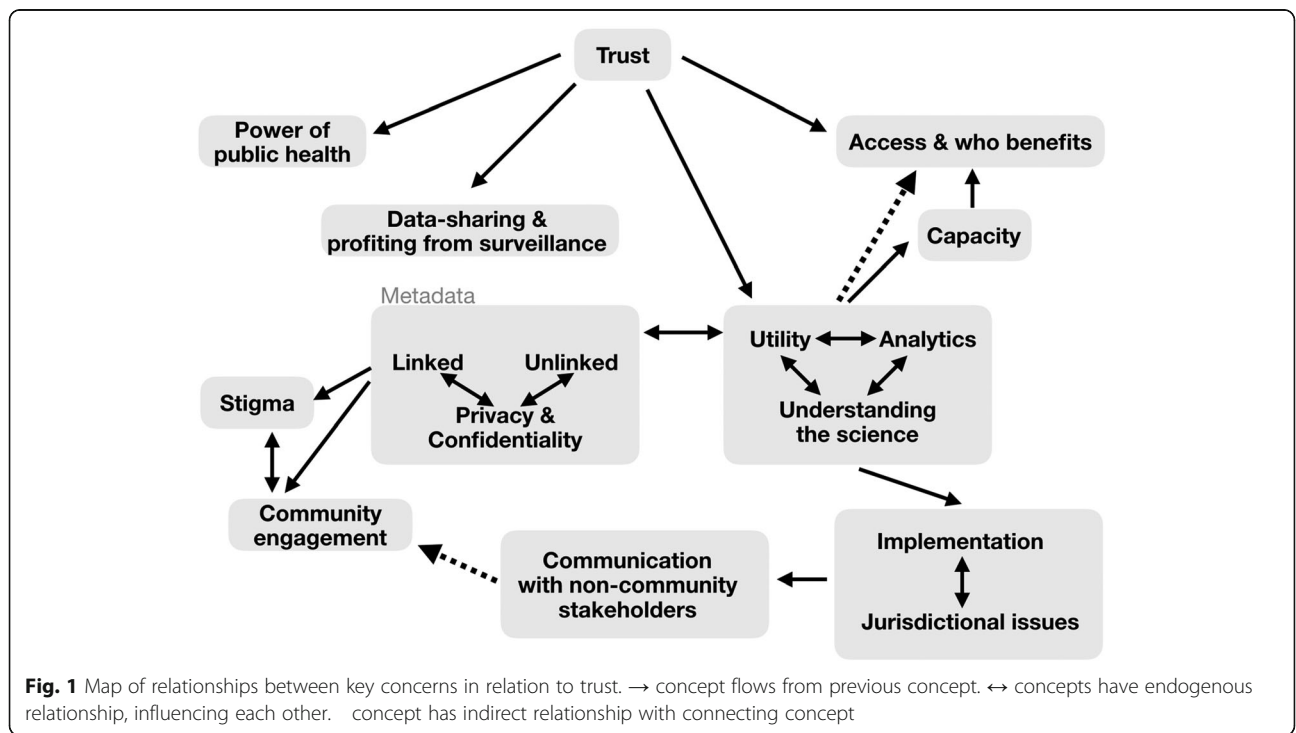 Trust
Power of
public health
Access & who benefits
Data-sharing &
profiting from surveillance
Capacity
Metadata
Linked
Unlinked
Privacy &
Confidentiality
Utility
Analytics
Understanding
the science
Stigma
Community
engagement
Communication
with non-community
stakeholders
Implementation
Jurisdictional issues
Fig. 1 Map of relationships between key concerns in relation to trust. → concept flows from previous concept. ↔ concepts have endogenous
relationship, influencing each other.   concept has indirect relationship with connecting concept